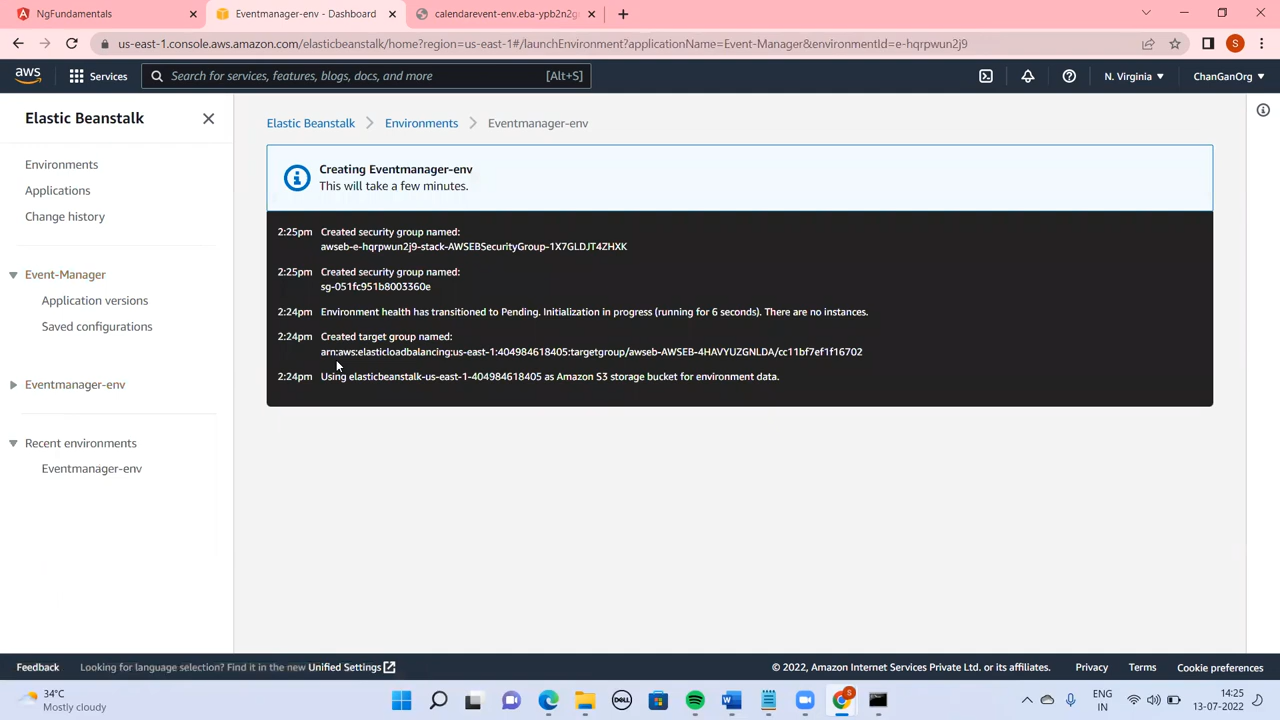 NgFundamentals
Eventmanager-env - Dashboard
calendarevent-env.eba-ypb2n2g
us-east-1.console.aws.amazon.com/elasticbeanstalk/home?region=us-east-1#/launchEnvironment?applicationName=Event-Manager&environmentId=e-hqrpwun2j9
S
aws
Services
Search for services, features, blogs, docs, and more
[Alt+S]
N. Virginia
ChanGanOrg
Elastic Beanstalk
Environments
Applications
Change history
Event-Manager
Application versions
Saved configurations
Eventmanager-env
Recent environments
Eventmanager-env
Elastic Beanstalk
Environments
Eventmanager-env
Creating Eventmanager-env
This will take a few minutes.
2:25pm Created security group named:
awseb-e-hqrpwun2j9-stack-AWSEBSecurityGroup-1X7GLDJT4ZHXK
2:25pm Created security group named:
sg-051fc951b8003360e
2:24pm Environment health has transitioned to Pending. Initialization in progress (running for 6 seconds). There are no instances.
2:24pm Created target group named:
arn:aws:elasticloadbalancing:us-east-1:404984618405:targetgroup/awseb-AWSEB-4HAVYUZGNLDA/cc11bf7ef1f16702
2:24pm Using elasticbeanstalk-us-east-1-404984618405 as Amazon S3 storage bucket for environment data.
Feedback
Looking for language selection? Find it in the new Unified Settings
© 2022, Amazon Internet Services Private Ltd. or its affiliates.
Privacy
Terms
Cookie preferences
34°C
Mostly cloudy
DELL
S
ENG
IN
14:25
13-07-2022